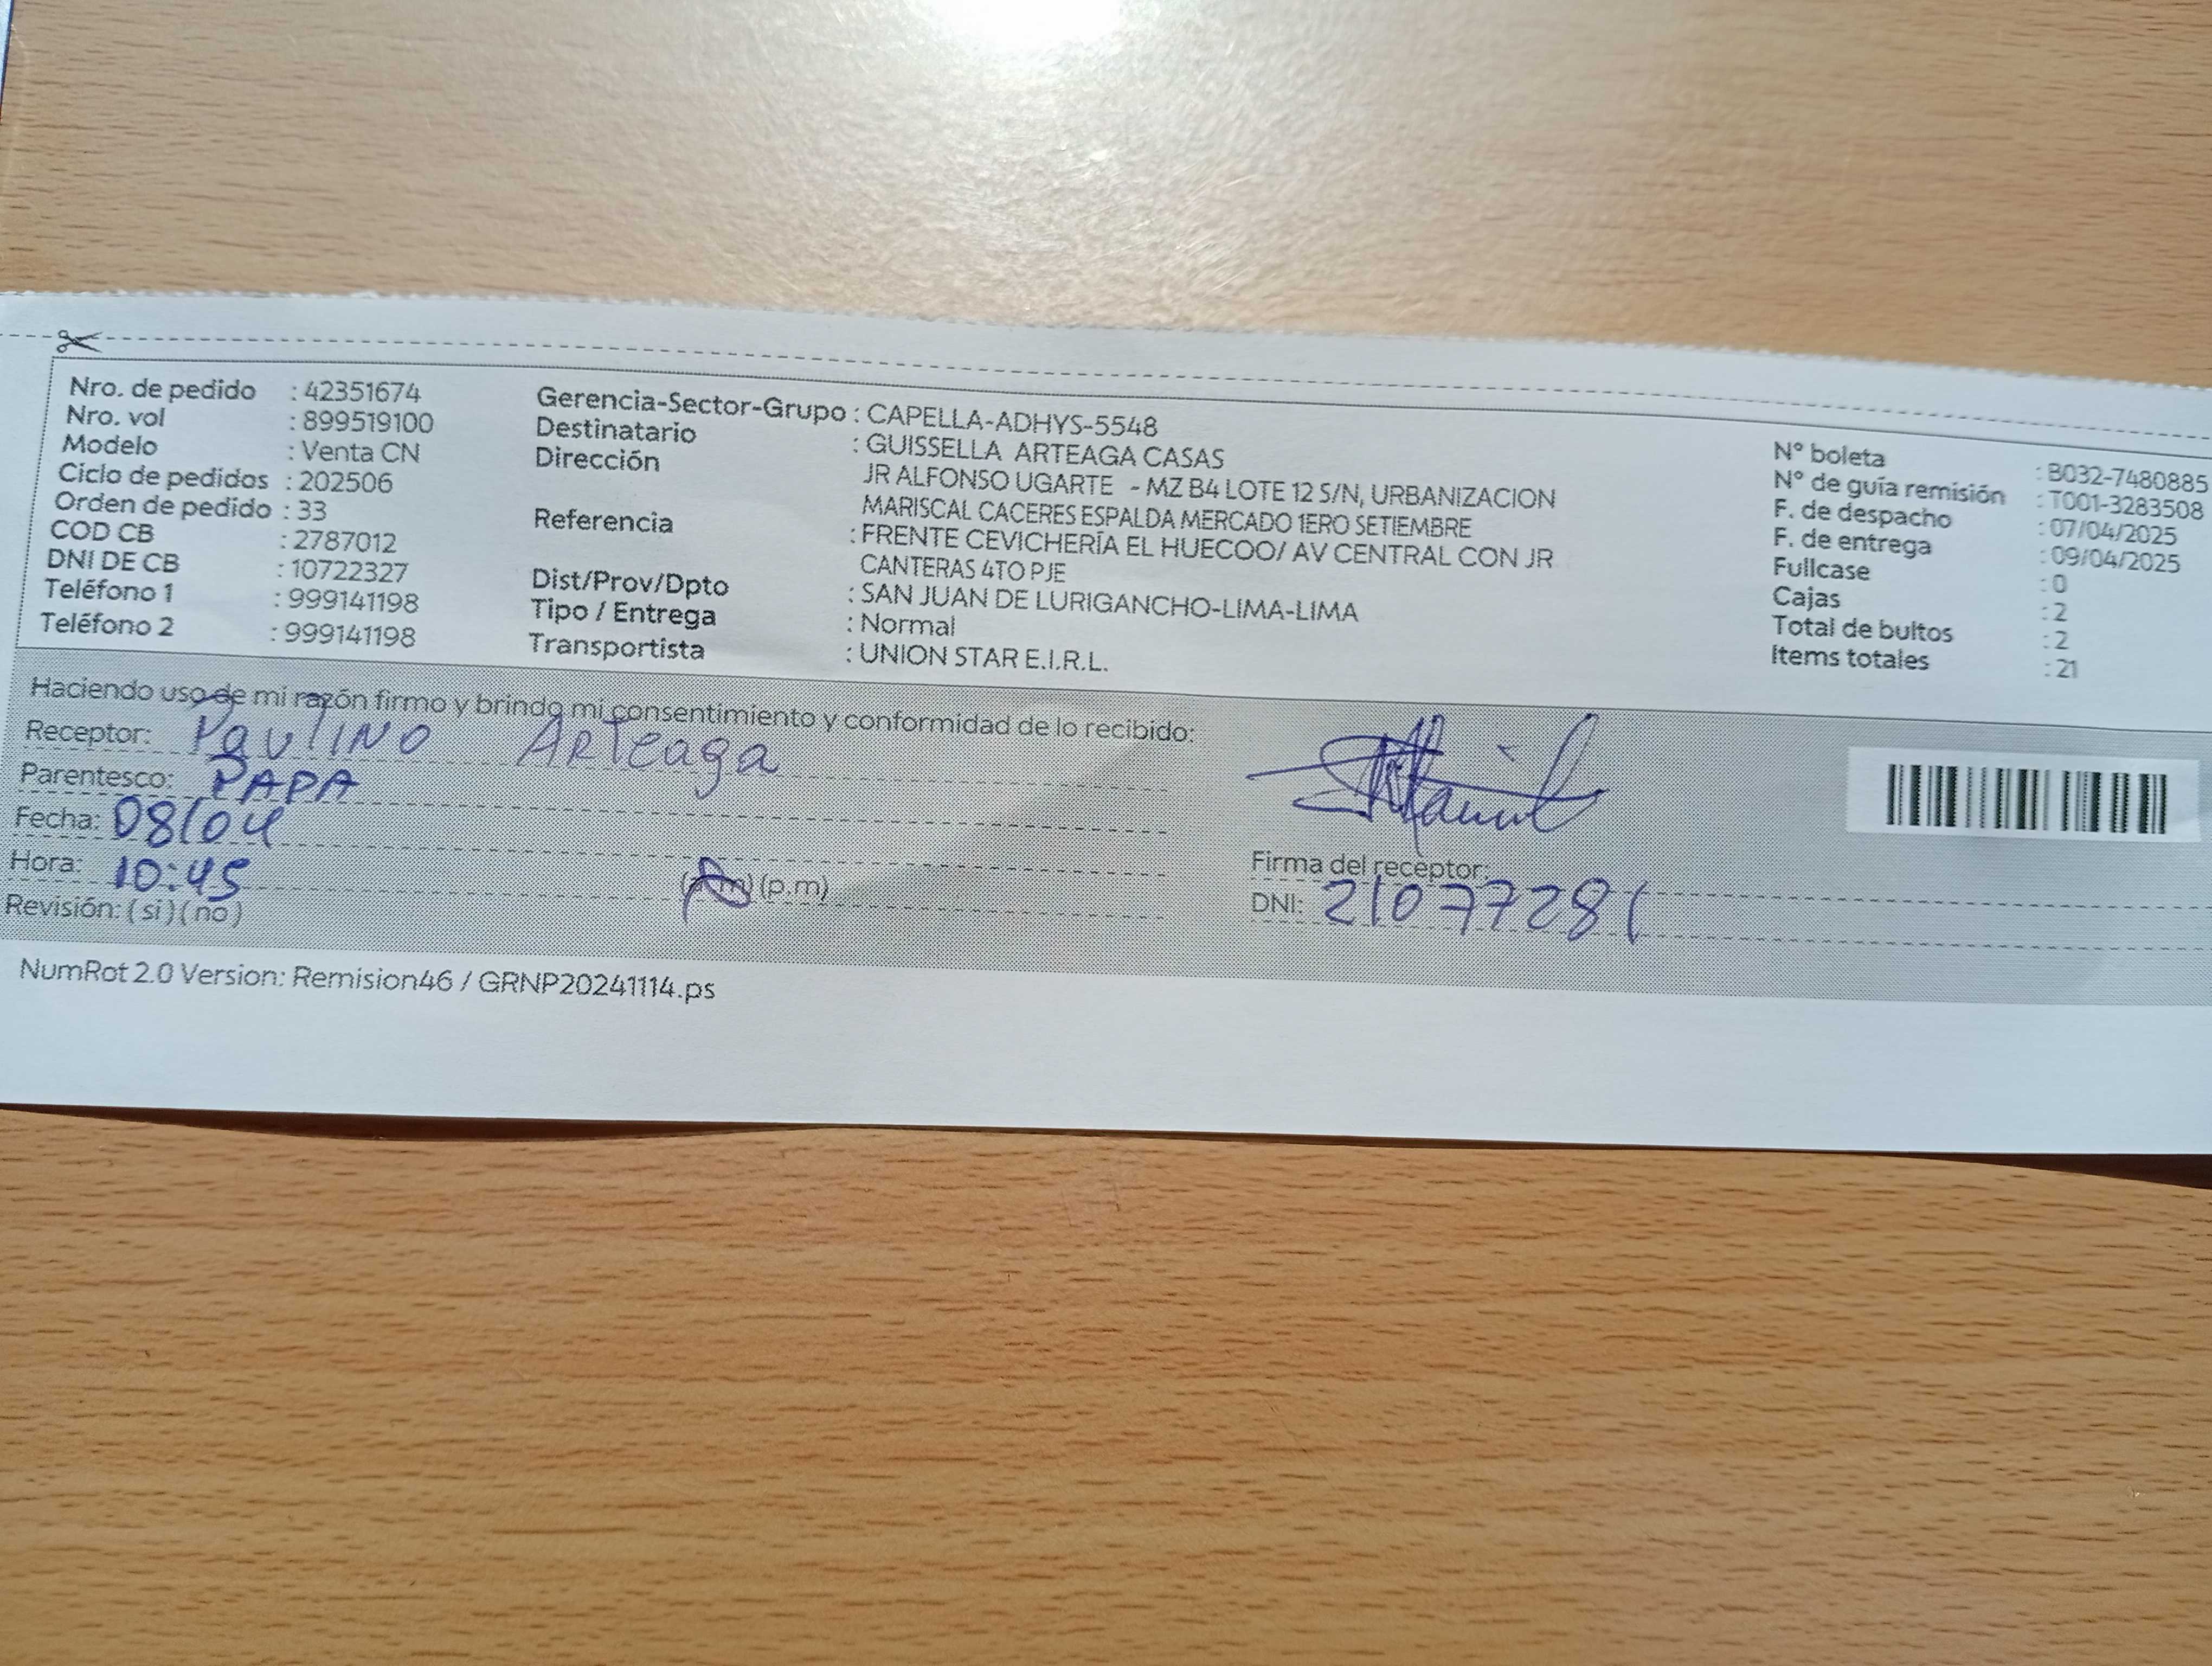 Nro. de pedido : 42351674
Nro. vol : 899519100
Modelo : Venta CN
Ciclo de pedidos : 202506
Orden de pedido : 33
COD CB : 2787012
DNI DE CB : 10722327
Teléfono 1 : 999141198
Teléfono 2 : 999141198
Gerencia-Sector-Grupo : CAPELLA-ADHYS-5548
Destinatario : GUISSELLA ARTEAGA CASAS
Dirección JR ALFONSO UGARTE - MZ B4 LOTE 12 S/N, URBANIZACION
MARISCAL CACERES ESPALDA MERCADO 1ERO SETIEMBRE
Referencia : FRENTE CEVICHERÍA EL HUECOO/ AV CENTRAL CON JR
CANTERAS 4TO PJE
Dist/Prov/Dpto : SAN JUAN DE LURIGANCHO-LIMA-LIMA
Tipo / Entrega : Normal
Transportista : UNION STAR E.I.R.L.
N° boleta : B032-7480885
N° de guía remisión : T001-3283508
F. de despacho : 07/04/2025
F. de entrega : 09/04/2025
Fullcase : 0
Cajas : 2
Total de bultos : 2
Items totales : 21
Haciendo uso de mi razón firmo y brindo mi consentimiento y conformidad de lo recibido:
Receptor: Paulino Arteaga
Parentesco: PAPA
Fecha: 08/04
Hora: 10:45 (a.m) (p.m)
Revisión: (si) (no)
Firma del receptor:
DNI: 21077281
NumRot 2.0 Version: Remision46 / GRNP20241114.ps